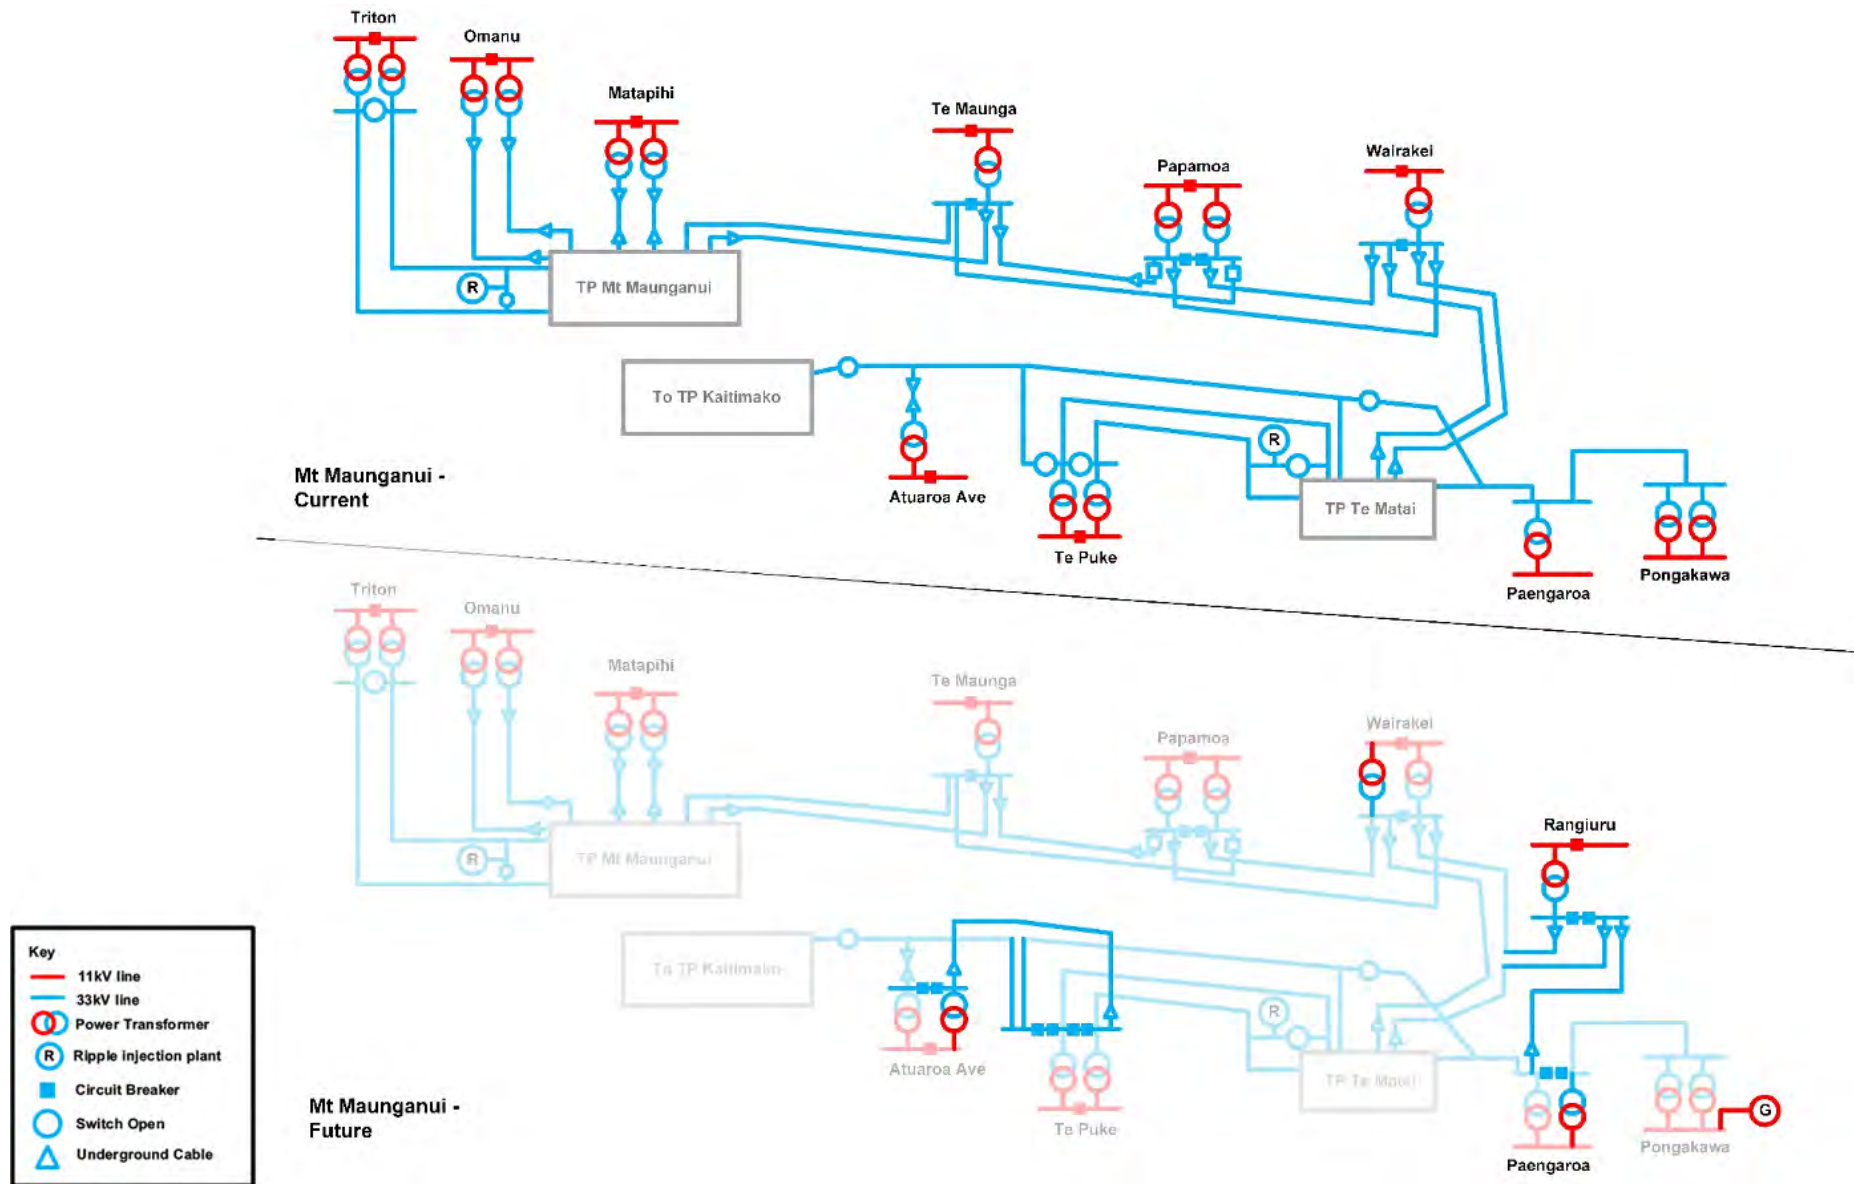 Triton
Omanu
Matapihi
Te Maunga
Papamoa
Wairakei
TP Mt Maunganui
R
To TP Kaitimako
R
TP Te Matai
Atuaroa Ave
Te Puke
Paengaroa
Pongakawa
Mt Maunganui -
Current
Triton
Omanu
Matapihi
Te Maunga
Papamoa
Wairakei
Rangiuru
TP Mt Maunganui
R
To TP Kaitimako
R
TP Te Matai
Atuaroa Ave
Te Puke
Paengaroa
Pongakawa
G
Mt Maunganui -
Future
Key
11kV line
33kV line
Power Transformer
R Ripple injection plant
Circuit Breaker
Switch Open
Underground Cable